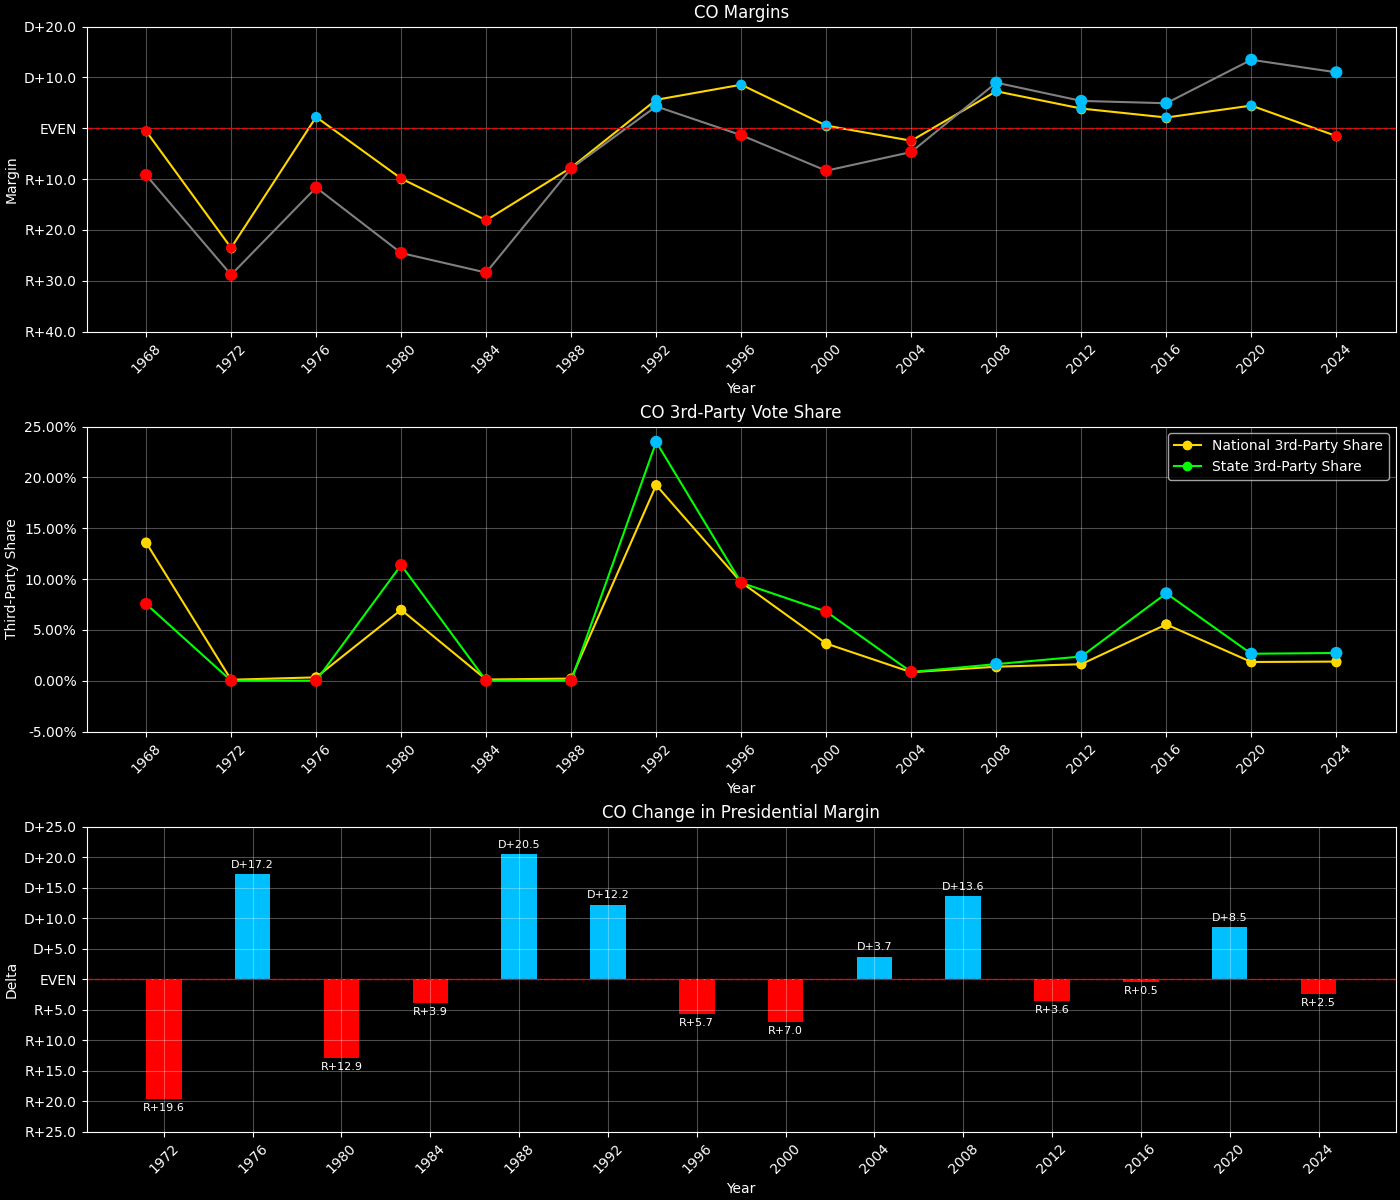 CO Margins
D+20.0
D+10.0
EVEN
R+10.0
R+20.0
R+30.0
R+40.0
Margin
1968 1972 1976 1980 1984 1988 1992 1996 2000 2004 2008 2012 2016 2020 2024
Year
CO 3rd-Party Vote Share
25.00%
20.00%
15.00%
10.00%
5.00%
0.00%
-5.00%
Third-Party Share
National 3rd-Party Share
State 3rd-Party Share
1968 1972 1976 1980 1984 1988 1992 1996 2000 2004 2008 2012 2016 2020 2024
Year
CO Change in Presidential Margin
D+25.0
D+20.0
D+15.0
D+10.0
D+5.0
EVEN
R+5.0
R+10.0
R+15.0
R+20.0
R+25.0
Delta
R+19.6
D+17.2
R+12.9
R+3.9
D+20.5
D+12.2
R+5.7
R+7.0
D+3.7
D+13.6
R+3.6
R+0.5
D+8.5
R+2.5
1972 1976 1980 1984 1988 1992 1996 2000 2004 2008 2012 2016 2020 2024
Year